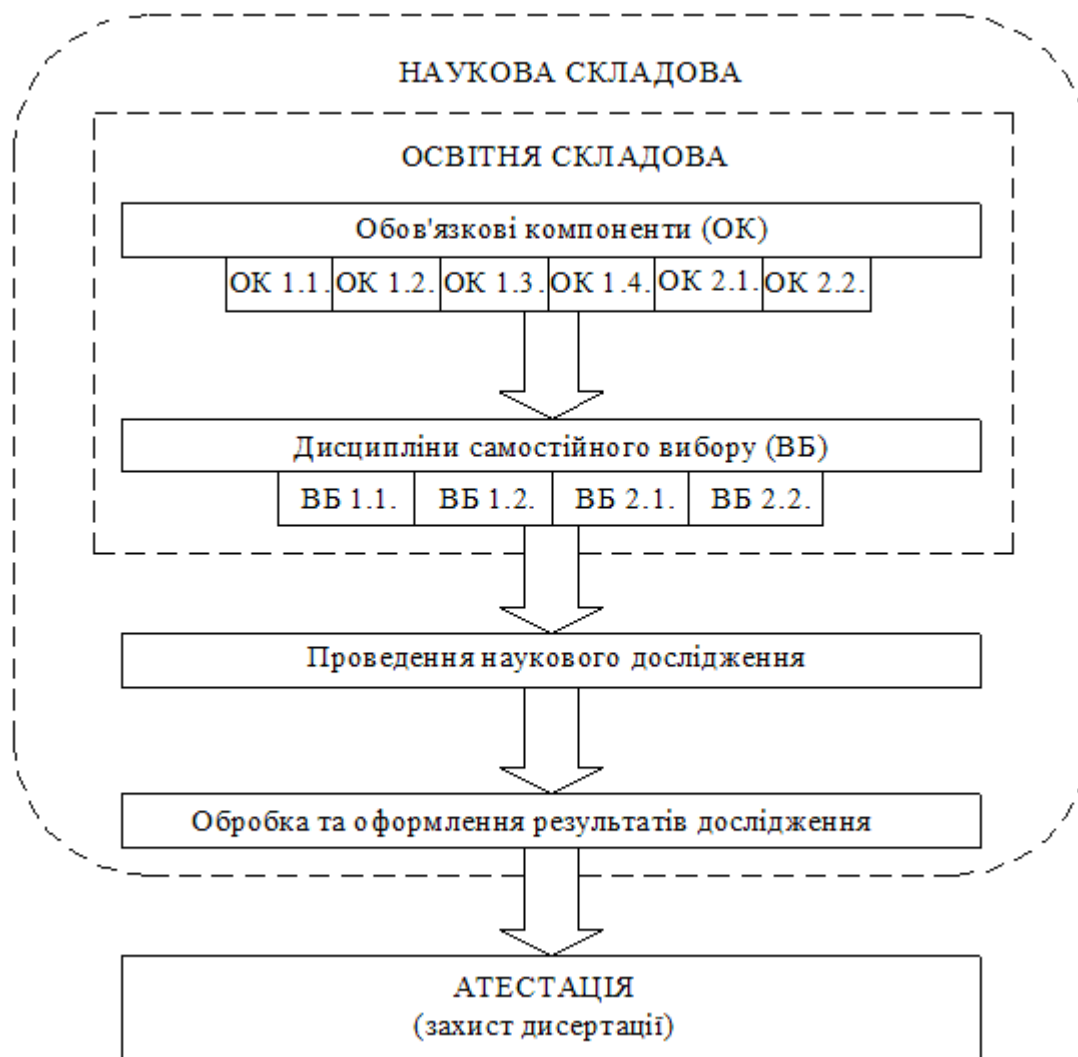 НАУКОВА СКЛАДОВА
ОСВІТНЯ СКЛАДОВА
Обов'язкові компоненти (ОК)
ОК 1.1. ОК 1.2. ОК 1.3. ОК 1.4. ОК 2.1. ОК 2.2.
Дисципліни самостійного вибору (ВБ)
ВБ 1.1. ВБ 1.2. ВБ 2.1. ВБ 2.2.
Проведення наукового дослідження
Обробка та оформлення результатів дослідження
АТЕСТАЦІЯ
(захист дисертації)